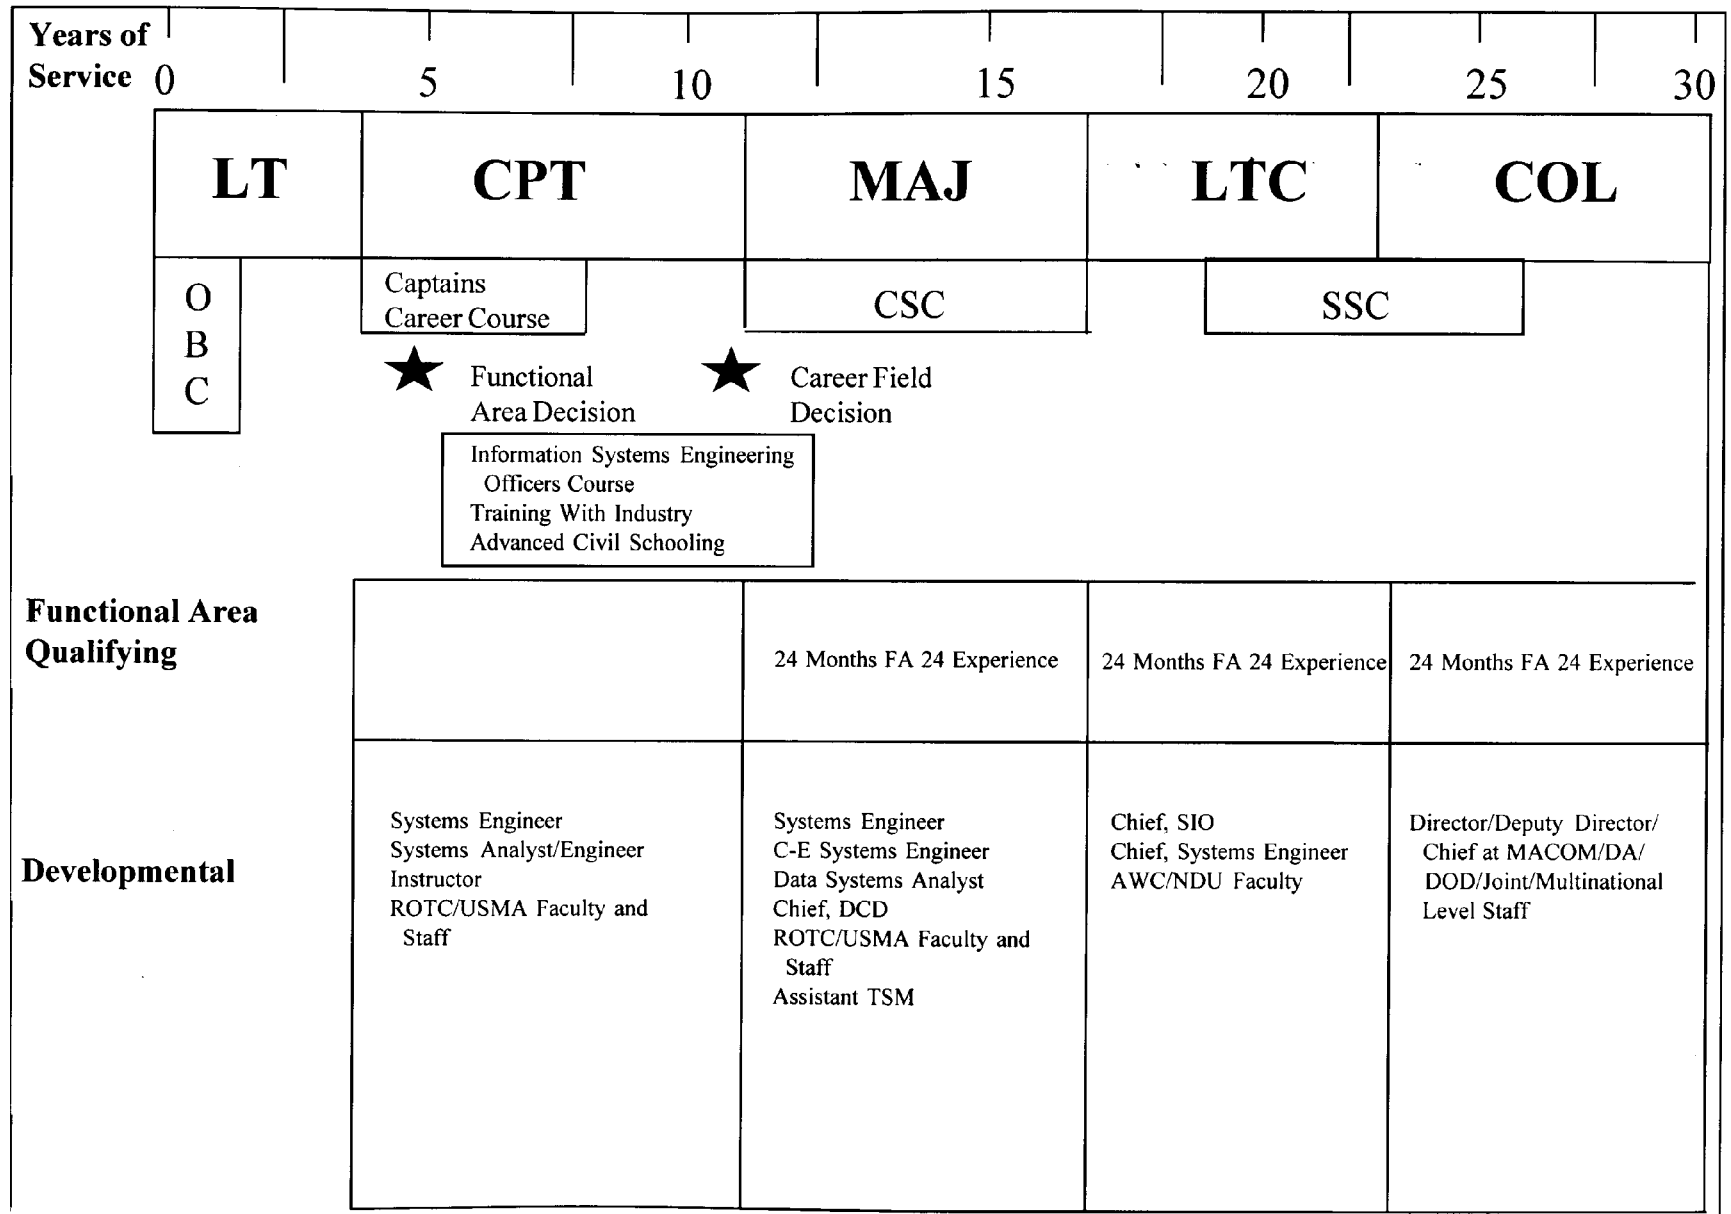 Years of
Service 0 5 10 15 20 25 30
LT CPT MAJ LTC COL
O
B
C
Captains
Career Course
CSC
SSC
Functional
Area Decision
Career Field
Decision
Information Systems Engineering
Officers Course
Training With Industry
Advanced Civil Schooling
Functional Area
Qualifying
24 Months FA 24 Experience
24 Months FA 24 Experience
24 Months FA 24 Experience
Developmental
Systems Engineer
Systems Analyst/Engineer
Instructor
ROTC/USMA Faculty and
Staff
Systems Engineer
C-E Systems Engineer
Data Systems Analyst
Chief, DCD
ROTC/USMA Faculty and
Staff
Assistant TSM
Chief, SIO
Chief, Systems Engineer
AWC/NDU Faculty
Director/Deputy Director/
Chief at MACOM/DA/
DOD/Joint/Multinational
Level Staff